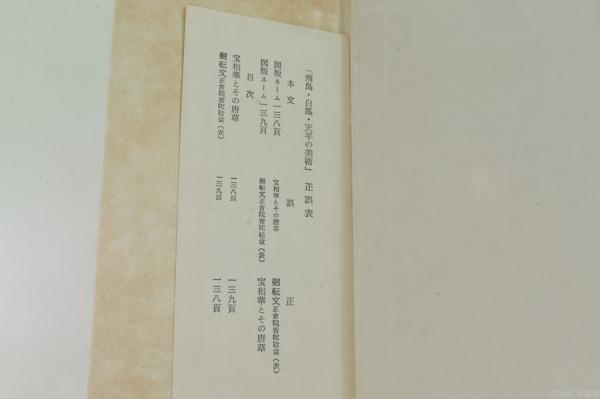 「飛鳥・白鳳・天平の美術」 正誤表
誤 正
本文
図版ネーム一三八頁 宝相華とその唐草 廻転文正倉院密陀絵盆(表)
図版ネーム一三九頁 廻転文正倉院密陀絵盆(表) 宝相華とその唐草
目次
宝相華とその唐草 一三八頁 一三九頁
廻転文正倉院密陀絵盆(表) 一三九頁 一三八頁